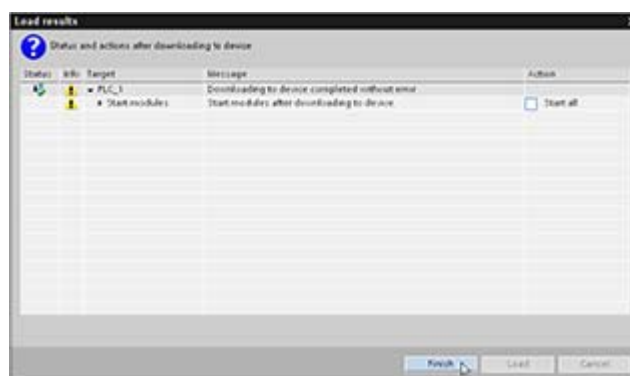 Load results
Status and actions after downloading to device
Status Info Target Message Action
PLC_1 Downloading to device completed without error
Start modules Start modules after downloading to device. Start all
Finish Load Cancel